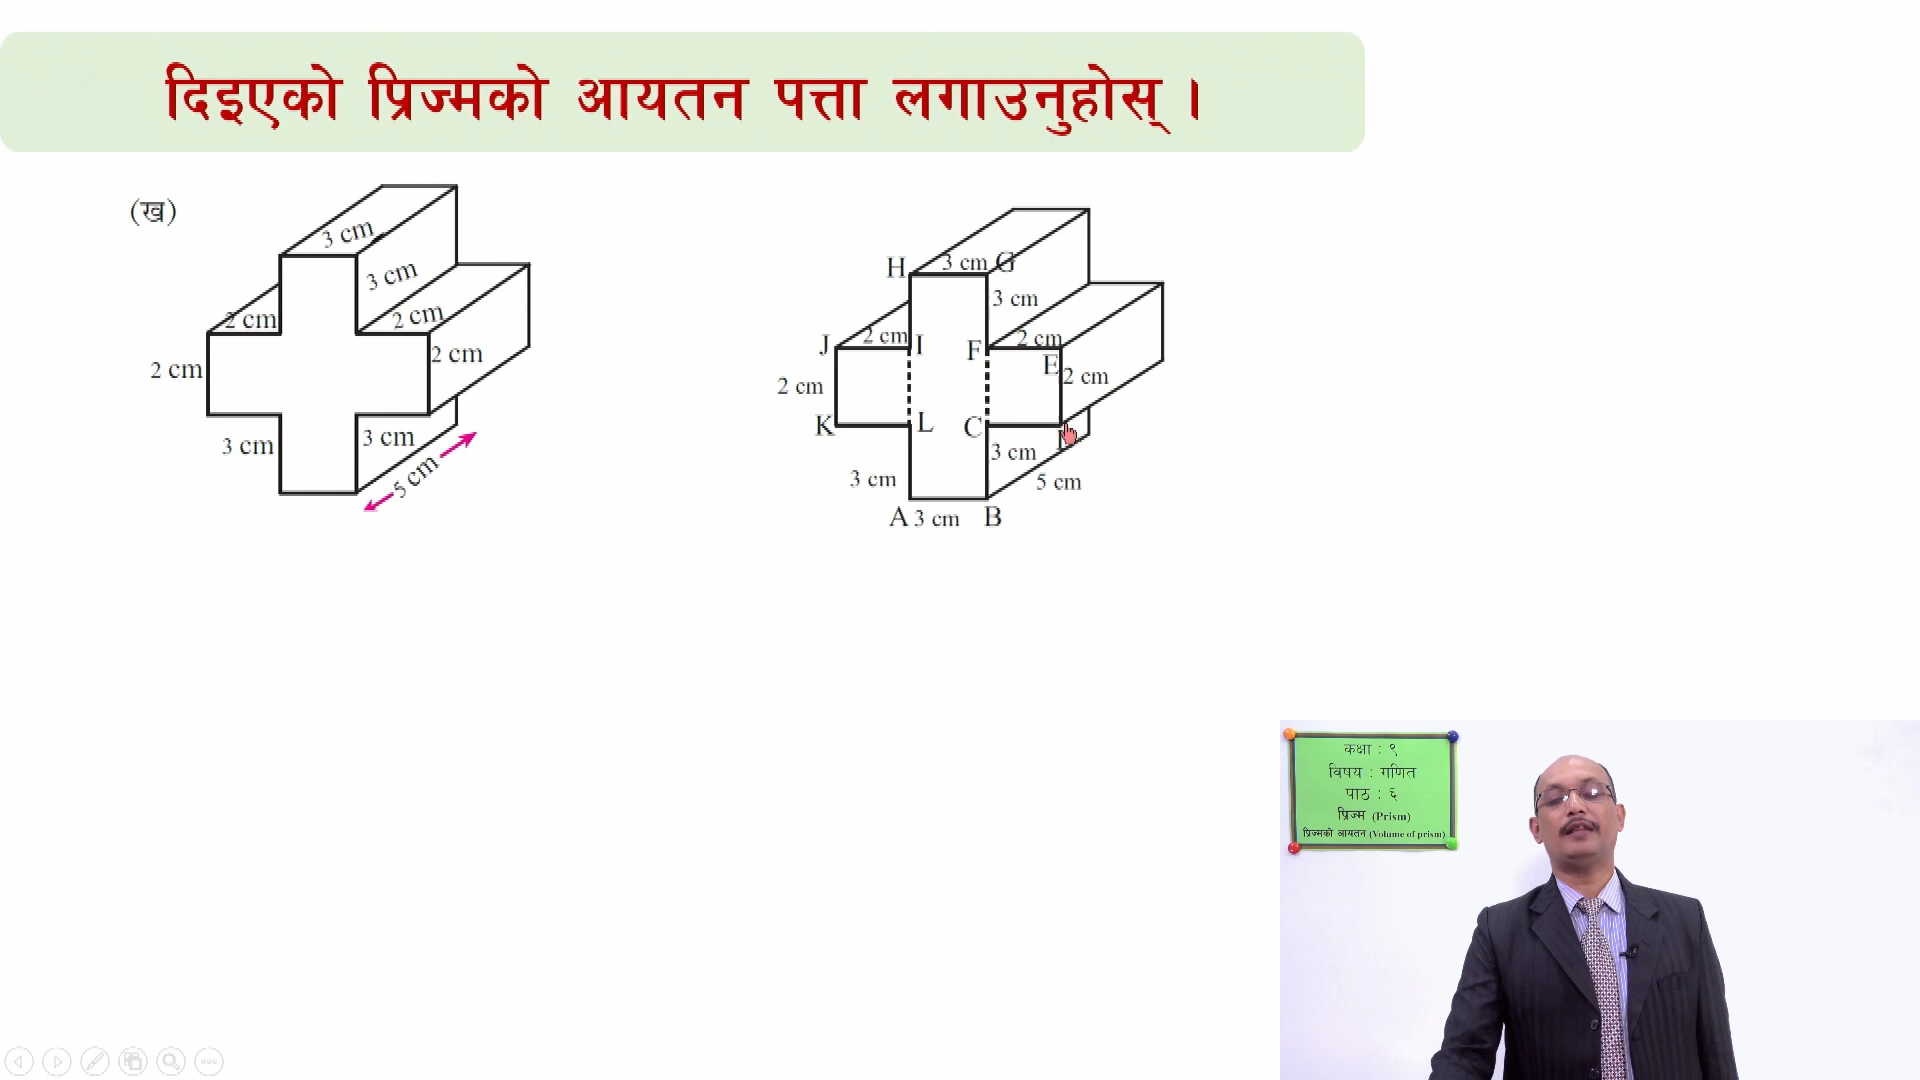 दिइएको प्रिज्मको आयतन पत्ता लगाउनुहोस् ।
(ख)
3 cm
3 cm
2 cm
2 cm
2 cm
2 cm
3 cm
3 cm
5 cm
H
3 cm
G
3 cm
J
2 cm
I
F
2 cm
E
2 cm
2 cm
K
L
C
3 cm
3 cm
5 cm
A
3 cm
B
कक्षा : ९
विषय : गणित
पाठ : ६
प्रिज्म (Prism)
प्रिज्मको आयतन (Volume of prism)